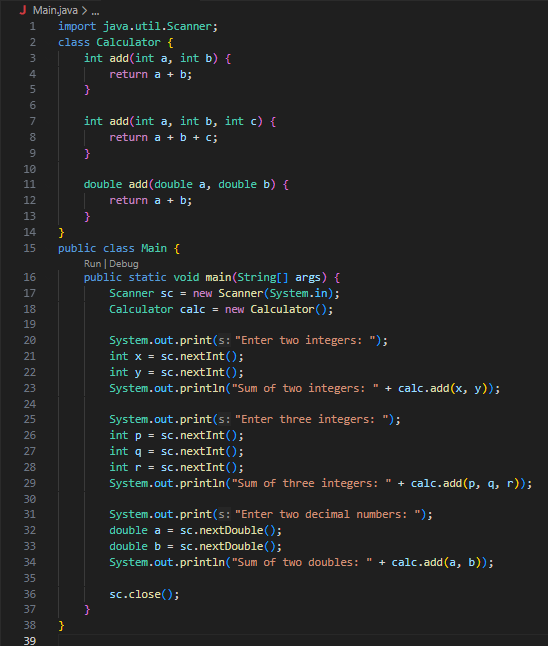 J Main.java > ...
1 import java.util.Scanner;
2 class Calculator {
3     int add(int a, int b) {
4         return a + b;
5     }
6
7     int add(int a, int b, int c) {
8         return a + b + c;
9     }
10
11     double add(double a, double b) {
12         return a + b;
13     }
14 }
15 public class Main {
Run | Debug
16     public static void main(String[] args) {
17         Scanner sc = new Scanner(System.in);
18         Calculator calc = new Calculator();
19
20         System.out.print(s: "Enter two integers: ");
21         int x = sc.nextInt();
22         int y = sc.nextInt();
23         System.out.println("Sum of two integers: " + calc.add(x, y));
24
25         System.out.print(s: "Enter three integers: ");
26         int p = sc.nextInt();
27         int q = sc.nextInt();
28         int r = sc.nextInt();
29         System.out.println("Sum of three integers: " + calc.add(p, q, r));
30
31         System.out.print(s: "Enter two decimal numbers: ");
32         double a = sc.nextDouble();
33         double b = sc.nextDouble();
34         System.out.println("Sum of two doubles: " + calc.add(a, b));
35
36         sc.close();
37     }
38 }
39